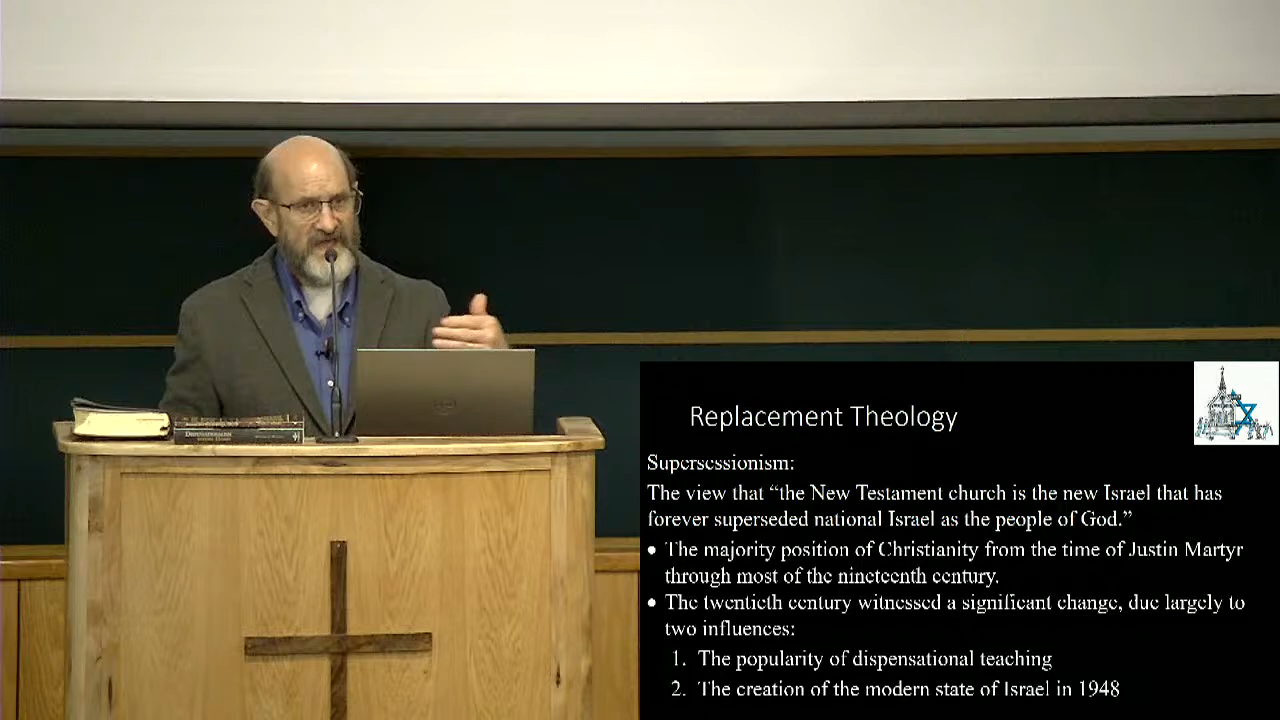 Replacement Theology
Supersessionism:
The view that “the New Testament church is the new Israel that has
forever superseded national Israel as the people of God.”
• The majority position of Christianity from the time of Justin Martyr
through most of the nineteenth century.
• The twentieth century witnessed a significant change, due largely to
two influences:
1. The popularity of dispensational teaching
2. The creation of the modern state of Israel in 1948
DISPENSATIONALISM